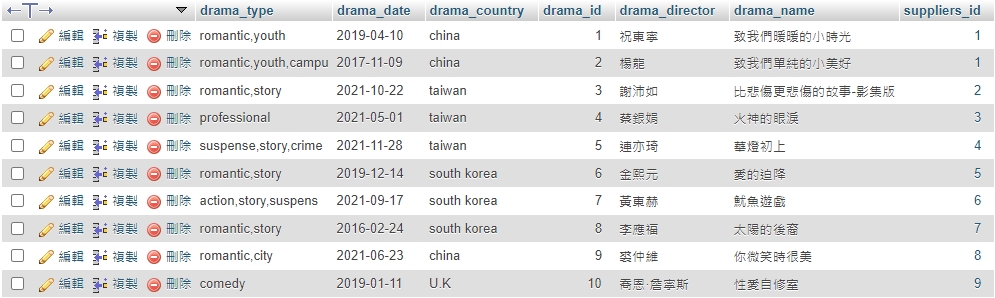 drama_type drama_date drama_country drama_id drama_director drama_name suppliers_id
編輯 複製 刪除 romantic,youth 2019-04-10 china 1 祝東寧 致我們暖暖的小時光 1
編輯 複製 刪除 romantic,youth,campu 2017-11-09 china 2 楊龍 致我們單純的小美好 1
編輯 複製 刪除 romantic,story 2021-10-22 taiwan 3 謝沛如 比悲傷更悲傷的故事-影集版 2
編輯 複製 刪除 professional 2021-05-01 taiwan 4 蔡銀娟 火神的眼淚 3
編輯 複製 刪除 suspense,story,crime 2021-11-28 taiwan 5 連亦琦 華燈初上 4
編輯 複製 刪除 romantic,story 2019-12-14 south korea 6 金熙元 愛的迫降 5
編輯 複製 刪除 action,story,suspens 2021-09-17 south korea 7 黃東赫 魷魚遊戲 6
編輯 複製 刪除 romantic,story 2016-02-24 south korea 8 李應福 太陽的後裔 7
編輯 複製 刪除 romantic,city 2021-06-23 china 9 裘仲維 你微笑時很美 8
編輯 複製 刪除 comedy 2019-01-11 U.K 10 喬恩·詹寧斯 性愛自修室 9